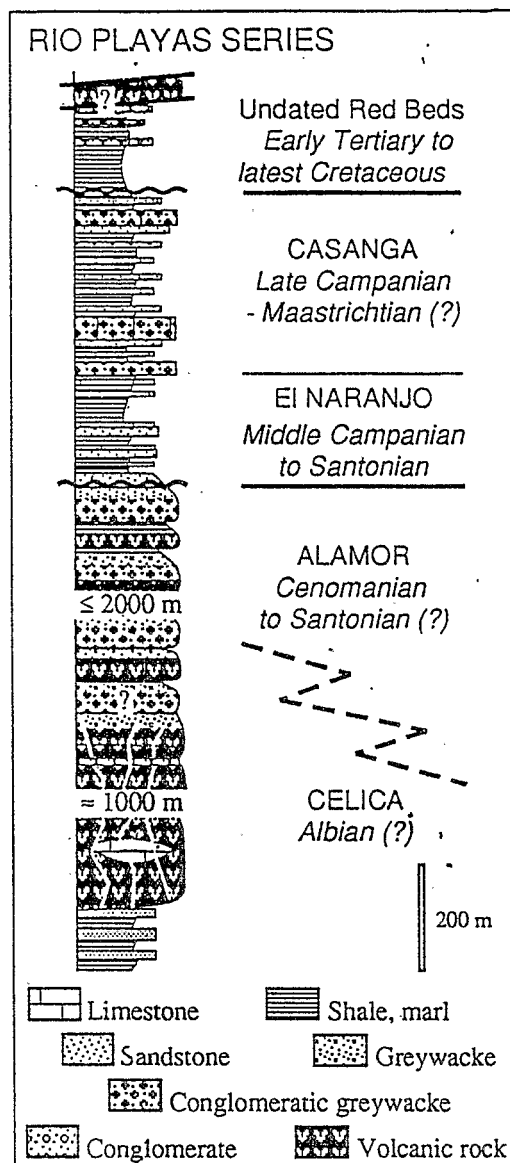 RIO PLAYAS SERIES
?
Undated Red Beds
Early Tertiary to
latest Cretaceous
CASANGA
Late Campanian
- Maastrichtian (?)
El NARANJO
Middle Campanian
to Santonian
ALAMOR
Cenomanian
to Santonian (?)
≤ 2000 m
?
≈ 1000 m
CELICA
Albian (?)
200 m
Limestone
Shale, marl
Sandstone
Greywacke
Conglomeratic greywacke
Conglomerate
Volcanic rock